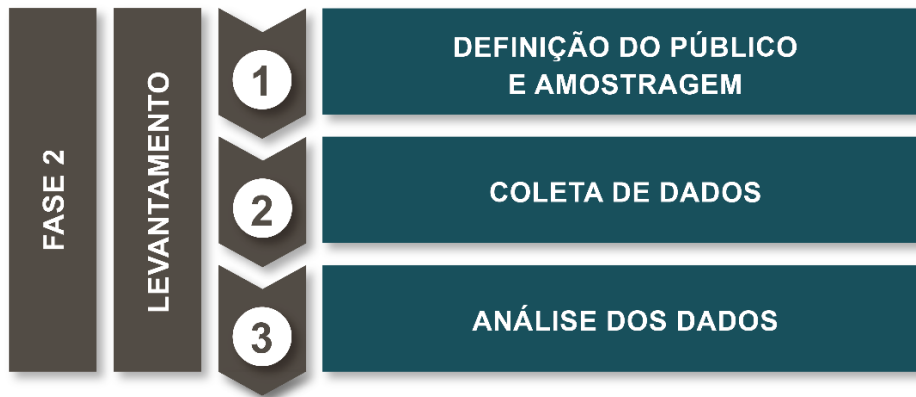 FASE 2
LEVANTAMENTO
1
DEFINIÇÃO DO PÚBLICO
E AMOSTRAGEM
2
COLETA DE DADOS
3
ANÁLISE DOS DADOS